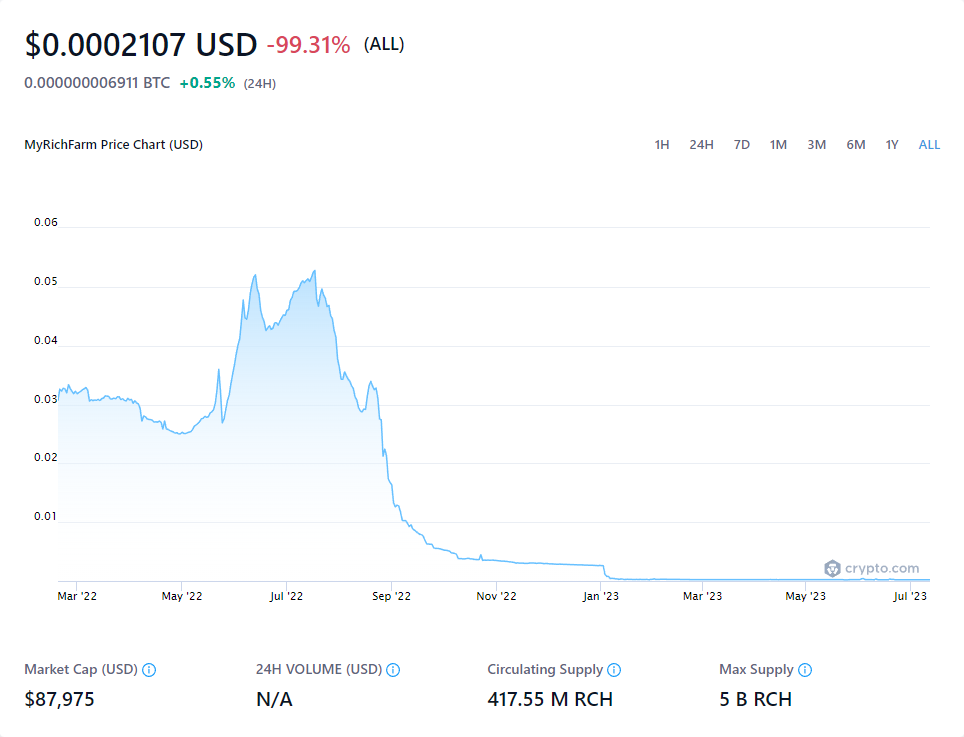 $0.0002107 USD -99.31% (ALL)
0.000000006911 BTC +0.55% (24H)
MyRichFarm Price Chart (USD) 1H 24H 7D 1M 3M 6M 1Y ALL
0.06
0.05
0.04
0.03
0.02
0.01
crypto.com
Mar '22 May '22 Jul '22 Sep '22 Nov '22 Jan '23 Mar '23 May '23 Jul '23
Market Cap (USD) 24H VOLUME (USD) Circulating Supply Max Supply
$87,975 N/A 417.55 M RCH 5 B RCH